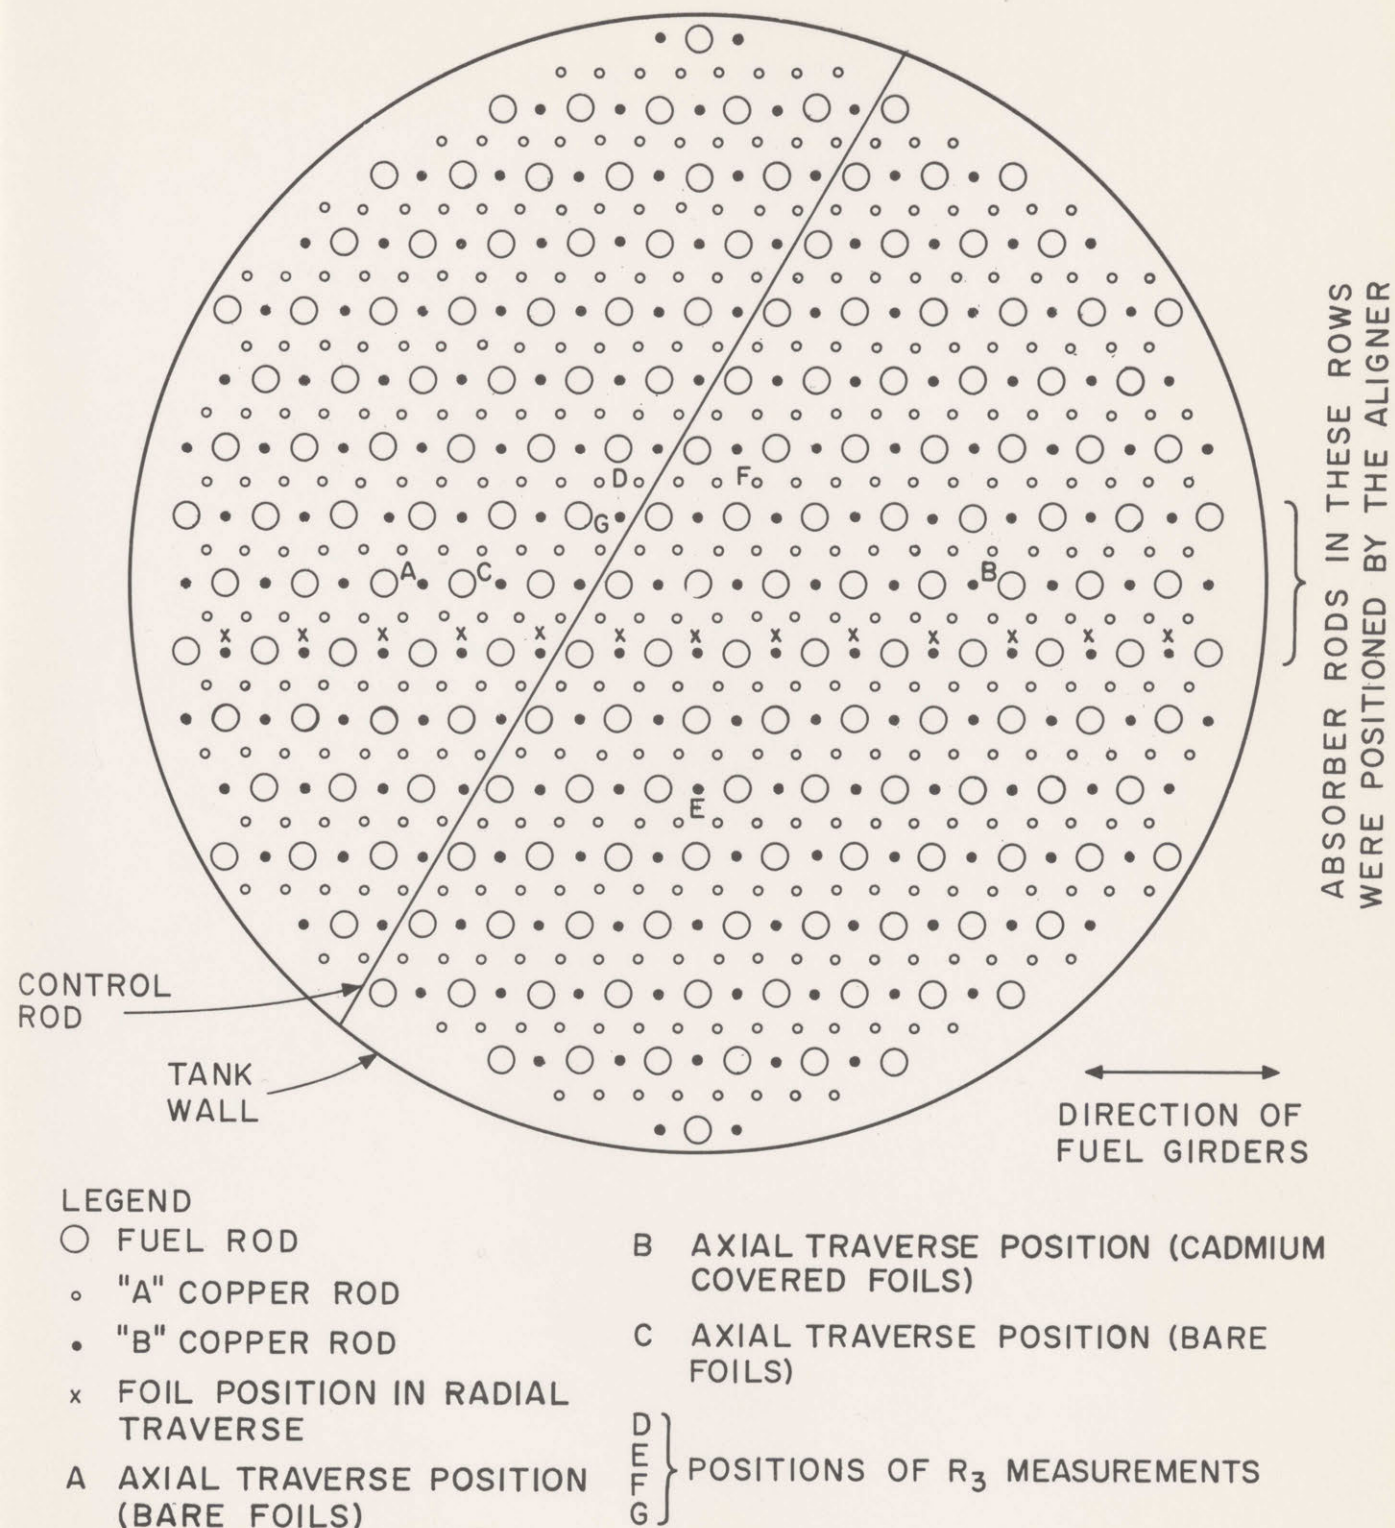 D
F
G
A
C
B
x x x x x x x x x x x x x
E
ABSORBER RODS IN THESE ROWS
WERE POSITIONED BY THE ALIGNER
CONTROL
ROD
TANK
WALL
DIRECTION OF
FUEL GIRDERS
LEGEND
FUEL ROD
"A" COPPER ROD
"B" COPPER ROD
x FOIL POSITION IN RADIAL
TRAVERSE
A AXIAL TRAVERSE POSITION
(BARE FOILS)
B AXIAL TRAVERSE POSITION (CADMIUM
COVERED FOILS)
C AXIAL TRAVERSE POSITION (BARE
FOILS)
D
E
F
G
POSITIONS OF R3 MEASUREMENTS